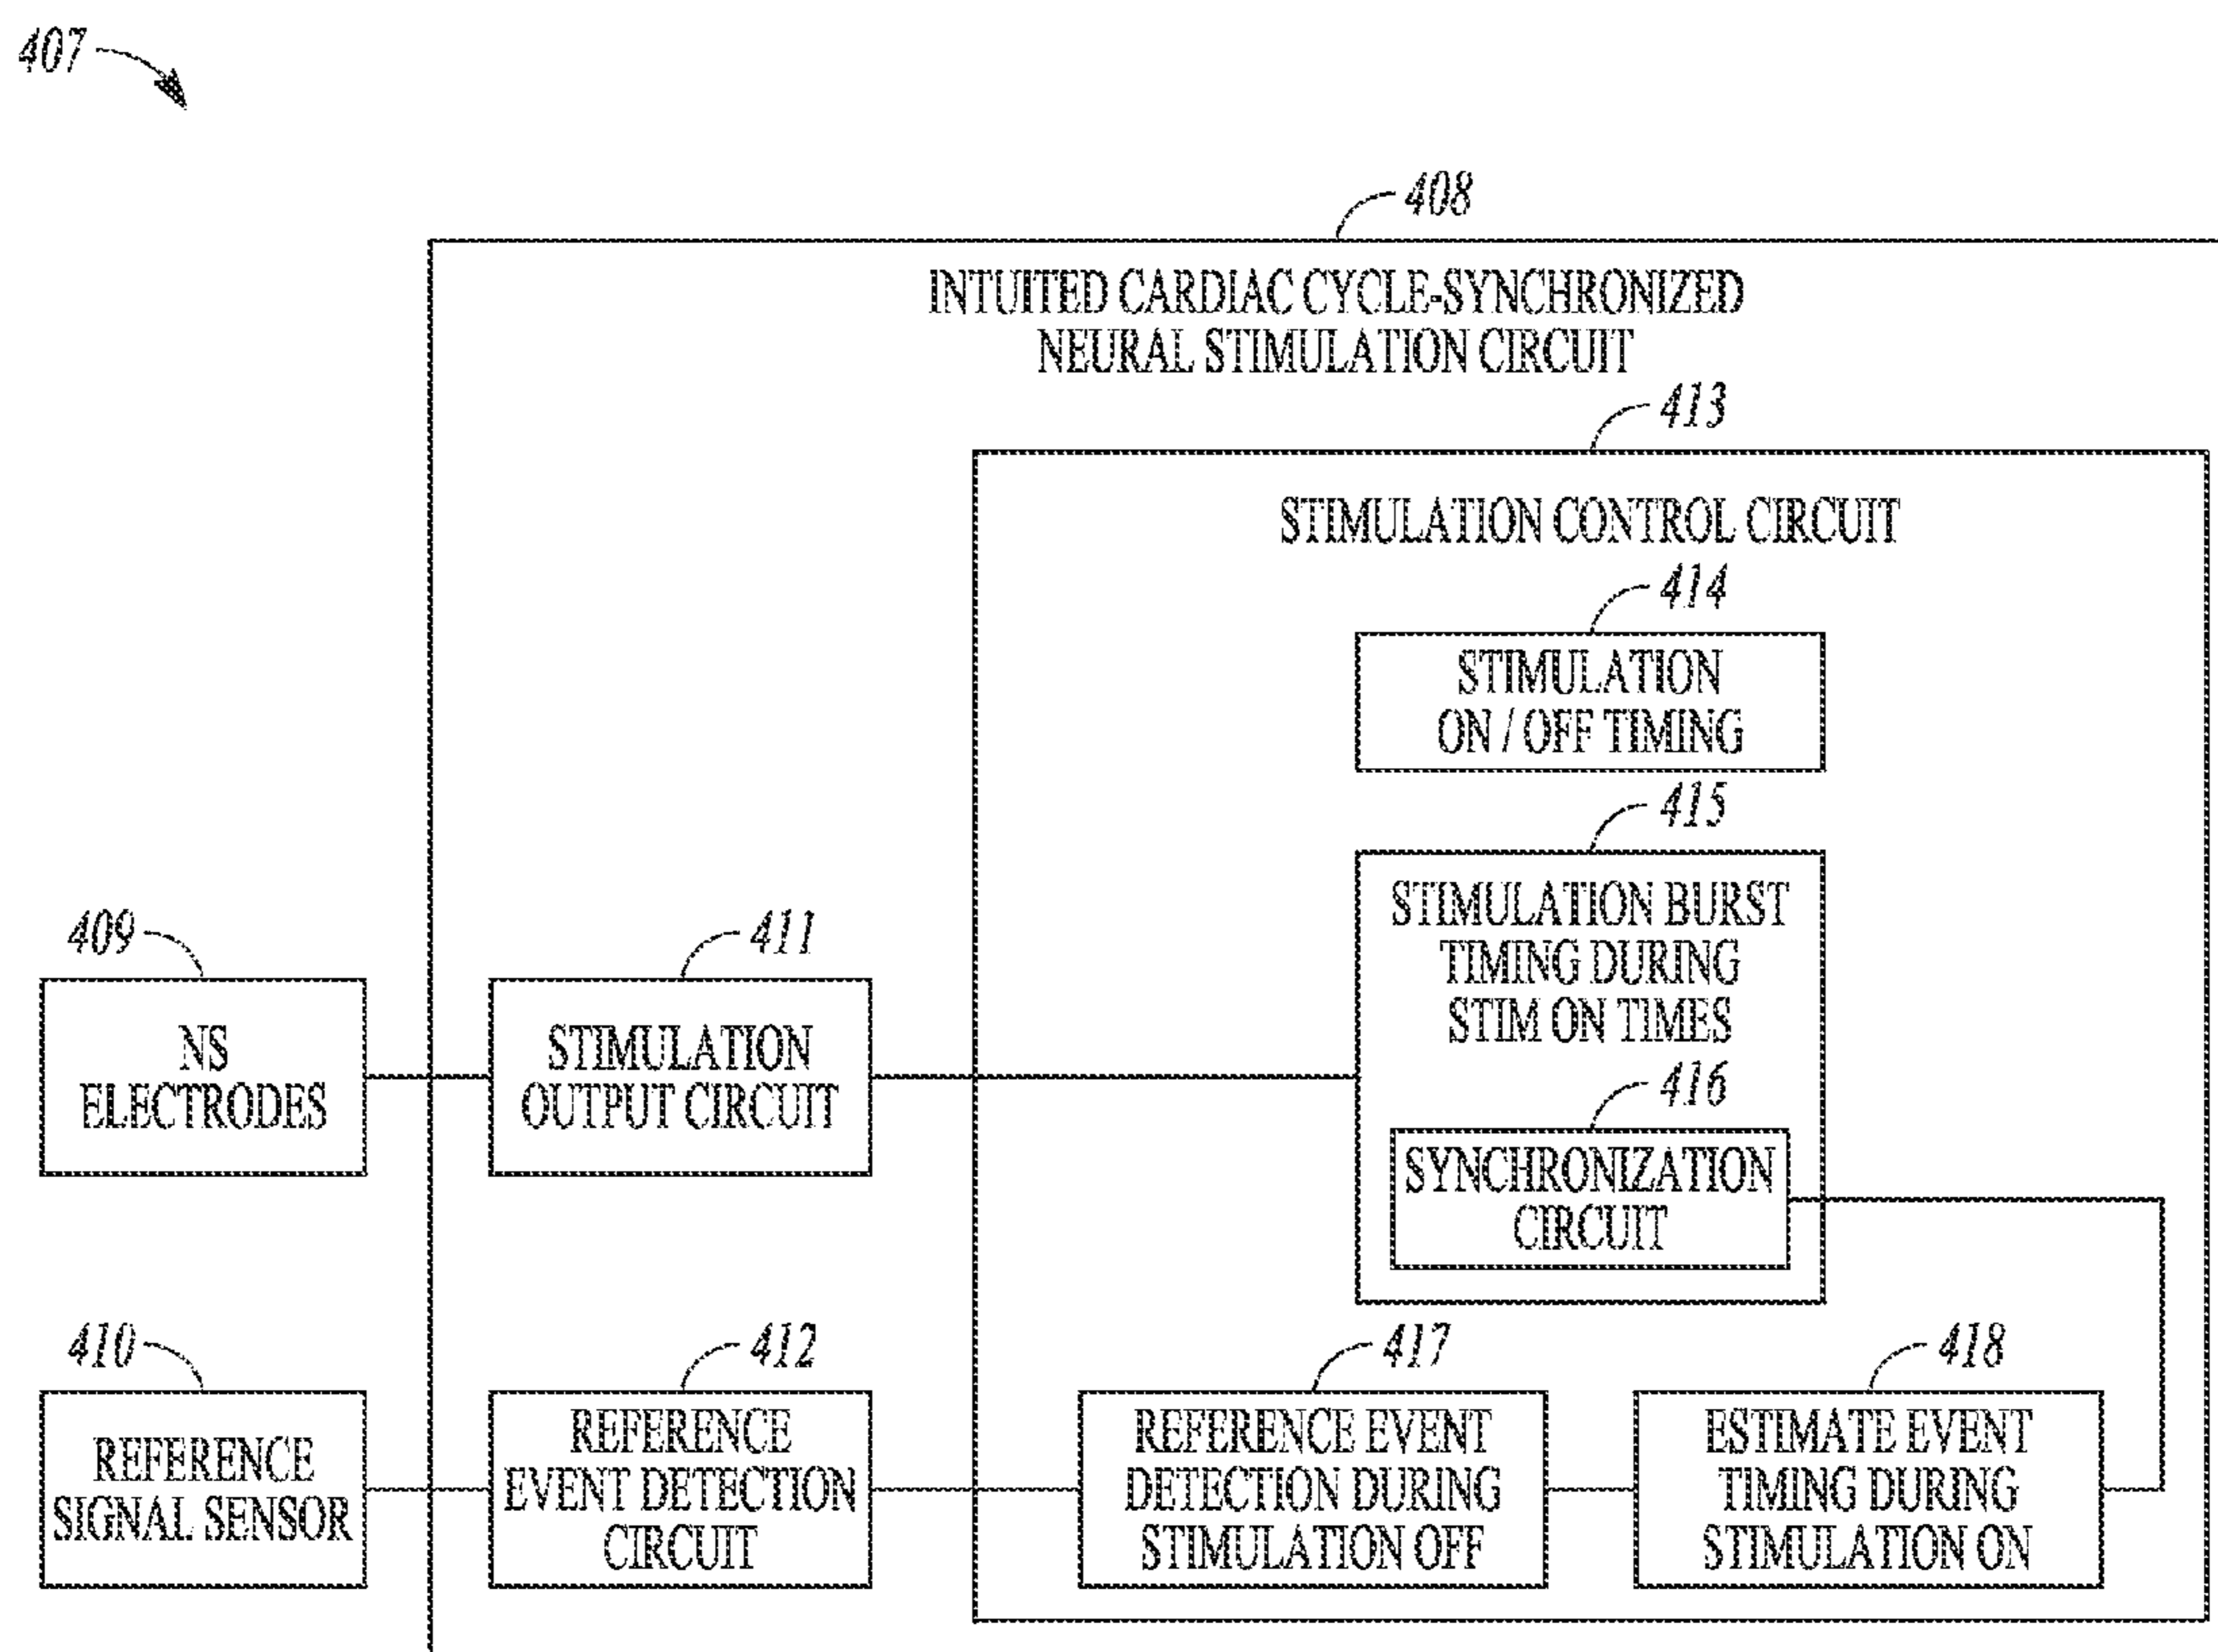 407
408
INTUITED CARDIAC CYCLE-SYNCHRONIZED
NEURAL STIMULATION CIRCUIT
413
STIMULATION CONTROL CIRCUIT
414
STIMULATION
ON / OFF TIMING
415
STIMULATION BURST
TIMING DURING
STIM ON TIMES
416
SYNCHRONIZATION
CIRCUIT
409
NS
ELECTRODES
411
STIMULATION
OUTPUT CIRCUIT
410
REFERENCE
SIGNAL SENSOR
412
REFERENCE
EVENT DETECTION
CIRCUIT
417
REFERENCE EVENT
DETECTION DURING
STIMULATION OFF
418
ESTIMATE EVENT
TIMING DURING
STIMULATION ON